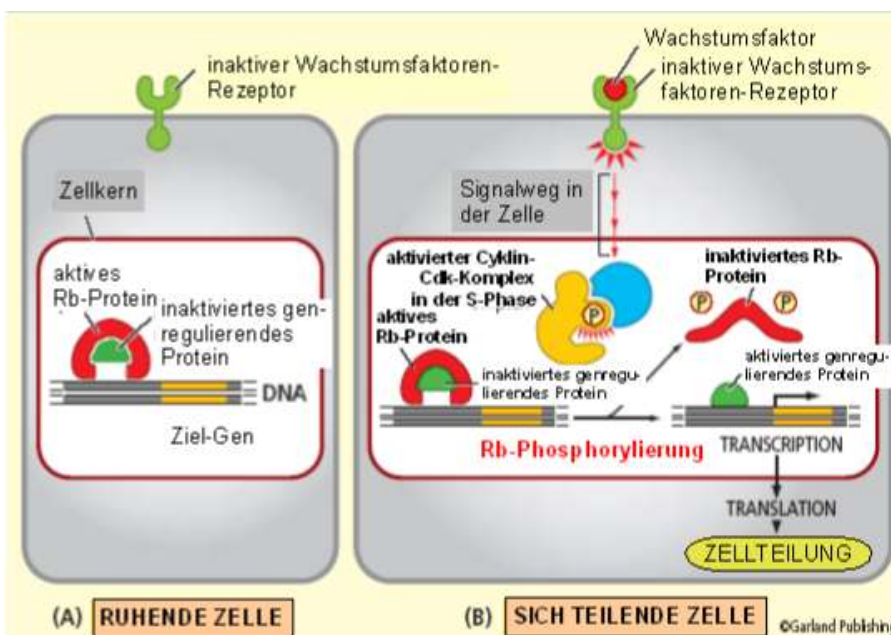 inaktiver Wachstumsfaktoren-
Rezeptor
Zellkern
aktives
Rb-Protein
inaktiviertes gen-
regulierendes
Protein
DNA
Ziel-Gen
(A) RUHENDE ZELLE
Wachstumsfaktor
inaktiver Wachstums-
faktoren-Rezeptor
Signalweg in
der Zelle
aktivierter Cyklin-
Cdk-Komplex
in der S-Phase
P
inaktiviertes Rb-
Protein
P
P
aktives
Rb-Protein
inaktiviertes genregu-
lierendes Protein
aktiviertes genregu-
lierendes Protein
Rb-Phosphorylierung
TRANSCRIPTION
TRANSLATION
ZELLTEILUNG
(B) SICH TEILENDE ZELLE
©Garland Publishin